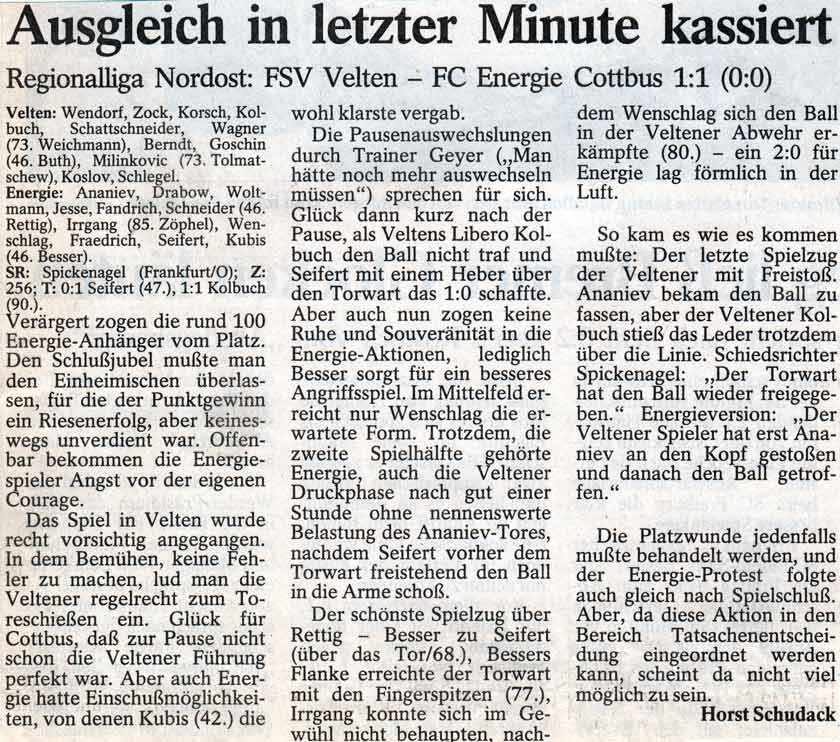 Ausgleich in letzter Minute kassiert
Regionalliga Nordost: FSV Velten – FC Energie Cottbus 1:1 (0:0)
Velten: Wendorf, Zock, Korsch, Kol-
buch, Schattschneider, Wagner
(73. Weichmann), Berndt, Goschin
(46. Buth), Milinkovic (73. Tolmat-
schew), Koslov, Schlegel.
Energie: Ananiev, Drabow, Wolt-
mann, Jesse, Fandrich, Schneider (46.
Rettig), Irrgang (85. Zöphel), Wen-
schlag, Fraedrich, Seifert, Kubis
(46. Besser).
SR: Spickenagel (Frankfurt/O); Z:
256; T: 0:1 Seifert (47.), 1:1 Kolbuch
(90.).
Verärgert zogen die rund 100
Energie-Anhänger vom Platz.
Den Schlußjubel mußte man
den Einheimischen überlas-
sen, für die der Punktgewinn
ein Riesenerfolg, aber keines-
wegs unverdient war. Offen-
bar bekommen die Energie-
spieler Angst vor der eigenen
Courage.
Das Spiel in Velten wurde
recht vorsichtig angegangen.
In dem Bemühen, keine Feh-
ler zu machen, lud man die
Veltener regelrecht zum To-
reschießen ein. Glück für
Cottbus, daß zur Pause nicht
schon die Veltener Führung
perfekt war. Aber auch Ener-
gie hatte Einschußmöglichkei-
ten, von denen Kubis (42.) die
wohl klarste vergab.
Die Pausenauswechslungen
durch Trainer Geyer („Man
hätte noch mehr auswechseln
müssen“) sprechen für sich.
Glück dann kurz nach der
Pause, als Veltens Libero Kol-
buch den Ball nicht traf und
Seifert mit einem Heber über
den Torwart das 1:0 schaffte.
Aber auch nun zogen keine
Ruhe und Souveränität in die
Energie-Aktionen, lediglich
Besser sorgt für ein besseres
Angriffsspiel. Im Mittelfeld er-
reicht nur Wenschlag die er-
wartete Form. Trotzdem, die
zweite Spielhälfte gehörte
Energie, auch die Veltener
Druckphase nach gut einer
Stunde ohne nennenswerte
Belastung des Ananiev-Tores,
nachdem Seifert vorher dem
Torwart freistehend den Ball
in die Arme schoß.
Der schönste Spielzug über
Rettig – Besser zu Seifert
(über das Tor/68.), Bessers
Flanke erreichte der Torwart
mit den Fingerspitzen (77.),
Irrgang konnte sich im Ge-
wühl nicht behaupten, nach-
dem Wenschlag sich den Ball
in der Veltener Abwehr er-
kämpfte (80.) – ein 2:0 für
Energie lag förmlich in der
Luft.
So kam es wie es kommen
mußte: Der letzte Spielzug
der Veltener mit Freistoß.
Ananiev bekam den Ball zu
fassen, aber der Veltener Kol-
buch stieß das Leder trotzdem
über die Linie. Schiedsrichter
Spickenagel: „Der Torwart
hat den Ball wieder freigege-
ben.“ Energieversion: „Der
Veltener Spieler hat erst Ana-
niev an den Kopf gestoßen
und danach den Ball getrof-
fen.“
Die Platzwunde jedenfalls
mußte behandelt werden, und
der Energie-Protest folgte
auch gleich nach Spielschluß.
Aber, da diese Aktion in den
Bereich Tatsachenentschei-
dung eingeordnet werden
kann, scheint da nicht viel
möglich zu sein.
Horst Schudack